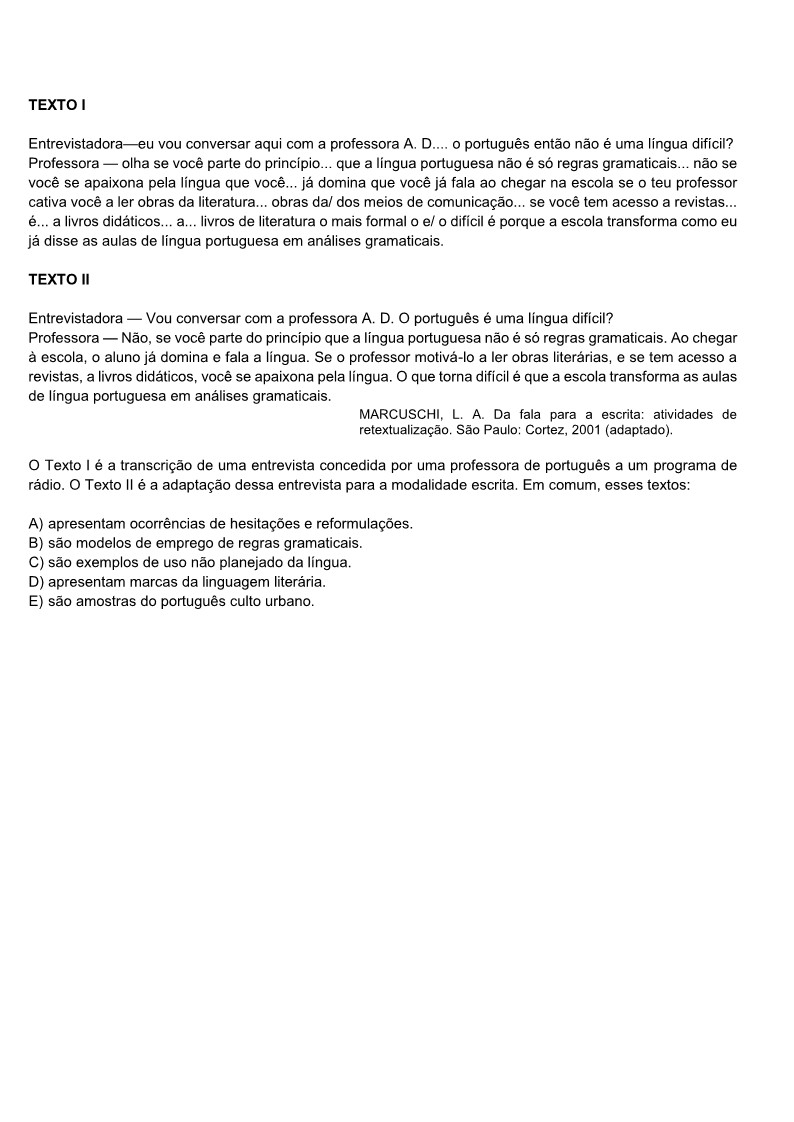 TEXTO I
Entrevistadora—eu vou conversar aqui com a professora A. D.... o português então não é uma língua difícil?
Professora — olha se você parte do princípio... que a língua portuguesa não é só regras gramaticais... não se
você se apaixona pela língua que você... já domina que você já fala ao chegar na escola se o teu professor
cativa você a ler obras da literatura... obras da/ dos meios de comunicação... se você tem acesso a revistas...
é... a livros didáticos... a... livros de literatura o mais formal o e/ o difícil é porque a escola transforma como eu
já disse as aulas de língua portuguesa em análises gramaticais.
TEXTO II
Entrevistadora — Vou conversar com a professora A. D. O português é uma língua difícil?
Professora — Não, se você parte do princípio que a língua portuguesa não é só regras gramaticais. Ao chegar
à escola, o aluno já domina e fala a língua. Se o professor motivá-lo a ler obras literárias, e se tem acesso a
revistas, a livros didáticos, você se apaixona pela língua. O que torna difícil é que a escola transforma as aulas
de língua portuguesa em análises gramaticais.
MARCUSCHI, L. A. Da fala para a escrita: atividades de
retextualização. São Paulo: Cortez, 2001 (adaptado).
O Texto I é a transcrição de uma entrevista concedida por uma professora de português a um programa de
rádio. O Texto II é a adaptação dessa entrevista para a modalidade escrita. Em comum, esses textos:
A) apresentam ocorrências de hesitações e reformulações.
B) são modelos de emprego de regras gramaticais.
C) são exemplos de uso não planejado da língua.
D) apresentam marcas da linguagem literária.
E) são amostras do português culto urbano.